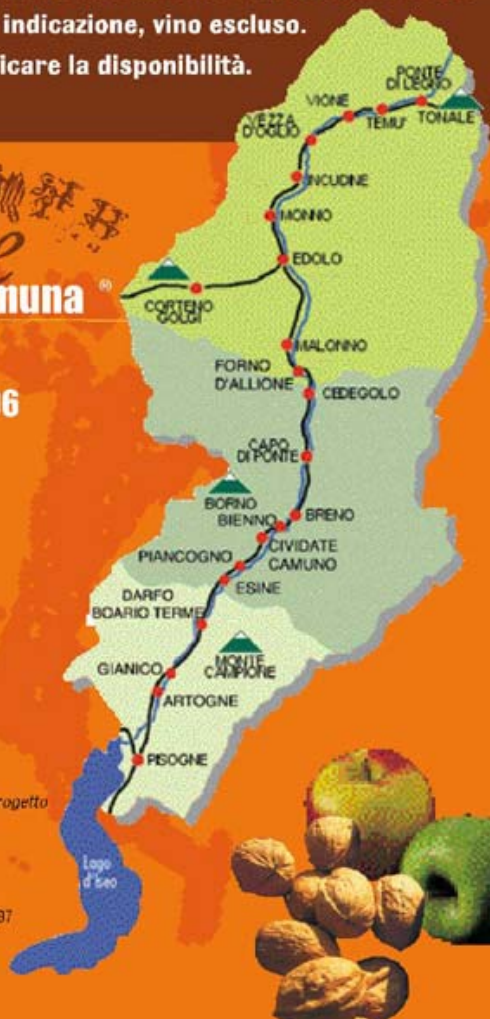 indicazione, vino escluso.
ficare la disponibilità.
muna ®
06
PONTE
DI LEGNO
TONALE
TEMU'
VIONE
VEZZA
D'OGLIO
INCUDINE
MONNO
EDOLO
CORTENO
GOLGI
MALONNO
FORNO
D'ALLIONE
CEDEGOLO
CAPO
DI PONTE
BORNO
BIENNO
BRENO
CIVIDATE
CAMUNO
PIANCOGNO
ESINE
DARFO
BOARIO TERME
MONTE
CAMPIONE
GIANICO
ARTOGNE
PISOGNE
rogetto
Lago
d'Iseo
97